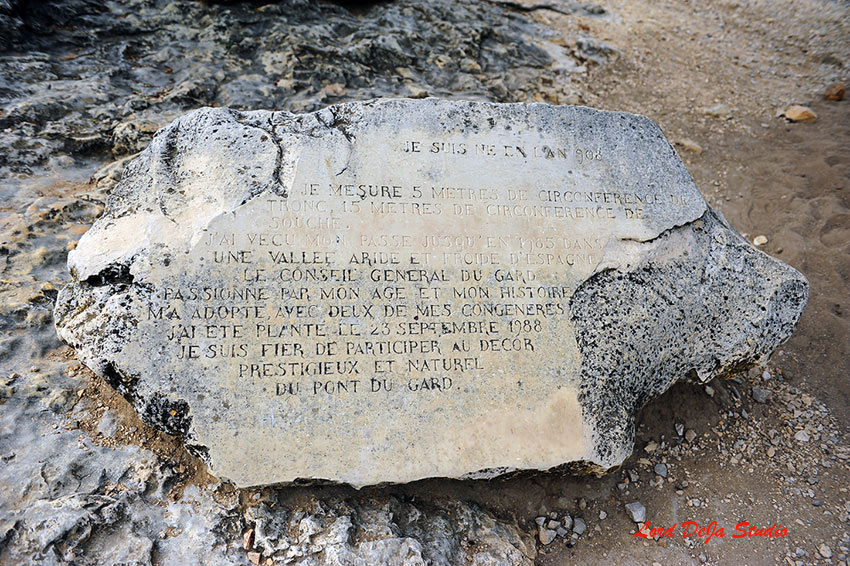 JE SUIS NE EN L'AN 908
JE MESURE 5 METRES DE CIRCONFERENCE DE
TRONC, 15 METRES DE CIRCONFERENCE DE
SOUCHE.
J'AI VECU MON PASSE JUSQU'EN 1985 DANS
UNE VALLEE ARIDE ET FROIDE D'ESPAGNE
LE CONSEIL GENERAL DU GARD
PASSIONNE PAR MON AGE ET MON HISTOIRE
M'A ADOPTE AVEC DEUX DE MES CONGENERES
J'AI ETE PLANTE LE 23 SEPTEMBRE 1988
JE SUIS FIER DE PARTICIPER AU DECOR
PRESTIGIEUX ET NATUREL
DU PONT DU GARD.
Lord DeJa Studio